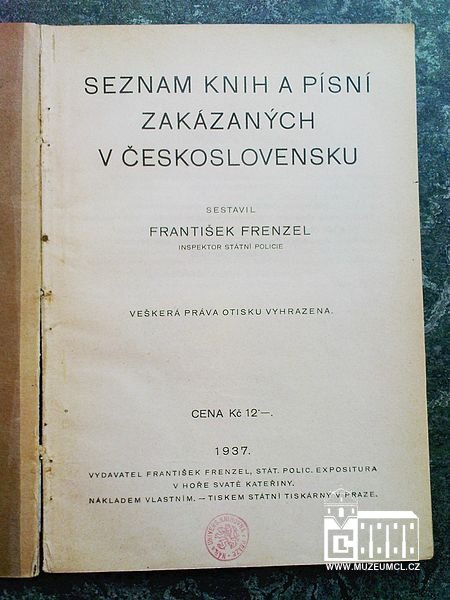 SEZNAM KNIH A PÍSNÍ
ZAKÁZANÝCH
V ČESKOSLOVENSKU
SESTAVIL
FRANTIŠEK FRENZEL
INSPEKTOR STÁTNÍ POLICIE
VEŠKERÁ PRÁVA OTISKU VYHRAZENA.
CENA Kč 12·—.
1937.
VYDAVATEL FRANTIŠEK FRENZEL, STÁT. POLIC. EXPOSITURA
V HOŘE SVATÉ KATEŘINY.
NÁKLADEM VLASTNÍM. — TISKEM STÁTNÍ TISKÁRNY V PRAZE.
WWW.MUZEUMCL.CZ